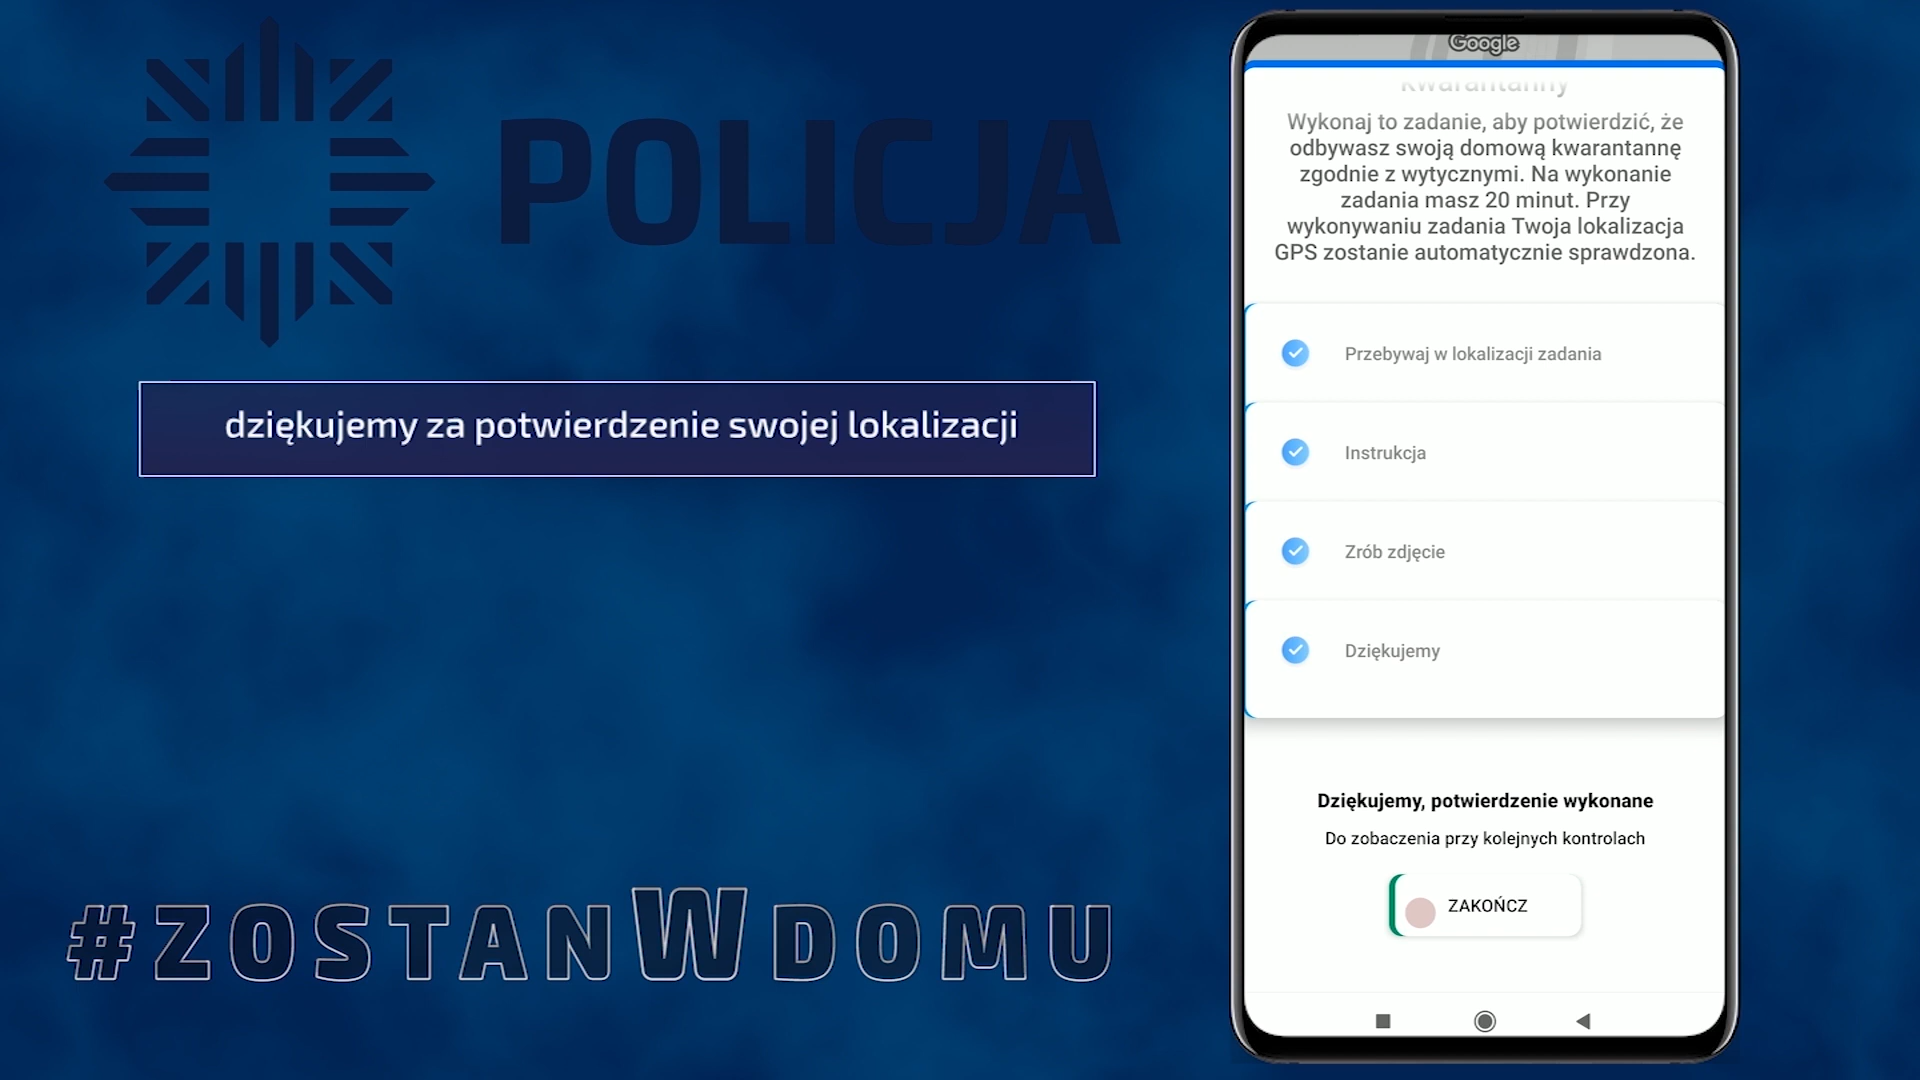 POLICJA
dziękujemy za potwierdzenie swojej lokalizacji
#ZOSTANWDOMU
Google
kwarantanny
Wykonaj to zadanie, aby potwierdzić, że
odbywasz swoją domową kwarantannę
zgodnie z wytycznymi. Na wykonanie
zadania masz 20 minut. Przy
wykonywaniu zadania Twoja lokalizacja
GPS zostanie automatycznie sprawdzona.
Przebywaj w lokalizacji zadania
Instrukcja
Zrób zdjęcie
Dziękujemy
Dziękujemy, potwierdzenie wykonane
Do zobaczenia przy kolejnych kontrolach
ZAKOŃCZ